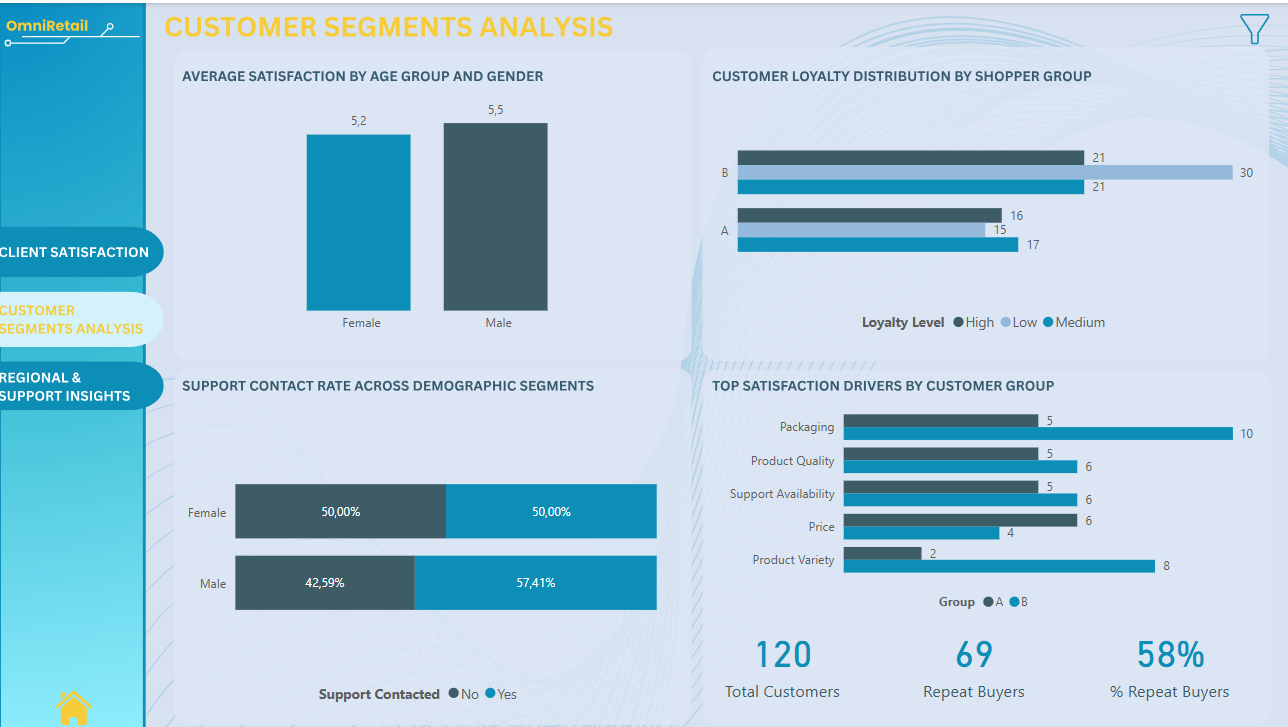 OmniRetail
CUSTOMER SEGMENTS ANALYSIS
CLIENT SATISFACTION
CUSTOMER
SEGMENTS ANALYSIS
REGIONAL &
SUPPORT INSIGHTS
AVERAGE SATISFACTION BY AGE GROUP AND GENDER
5,2
5,5
Female
Male
CUSTOMER LOYALTY DISTRIBUTION BY SHOPPER GROUP
B
21
30
21
A
16
15
17
Loyalty Level High Low Medium
SUPPORT CONTACT RATE ACROSS DEMOGRAPHIC SEGMENTS
Female 50,00% 50,00%
Male 42,59% 57,41%
Support Contacted No Yes
TOP SATISFACTION DRIVERS BY CUSTOMER GROUP
Packaging
5
10
Product Quality
5
6
Support Availability
5
6
Price
6
4
Product Variety
2
8
Group A B
120 69 58%
Total Customers Repeat Buyers % Repeat Buyers